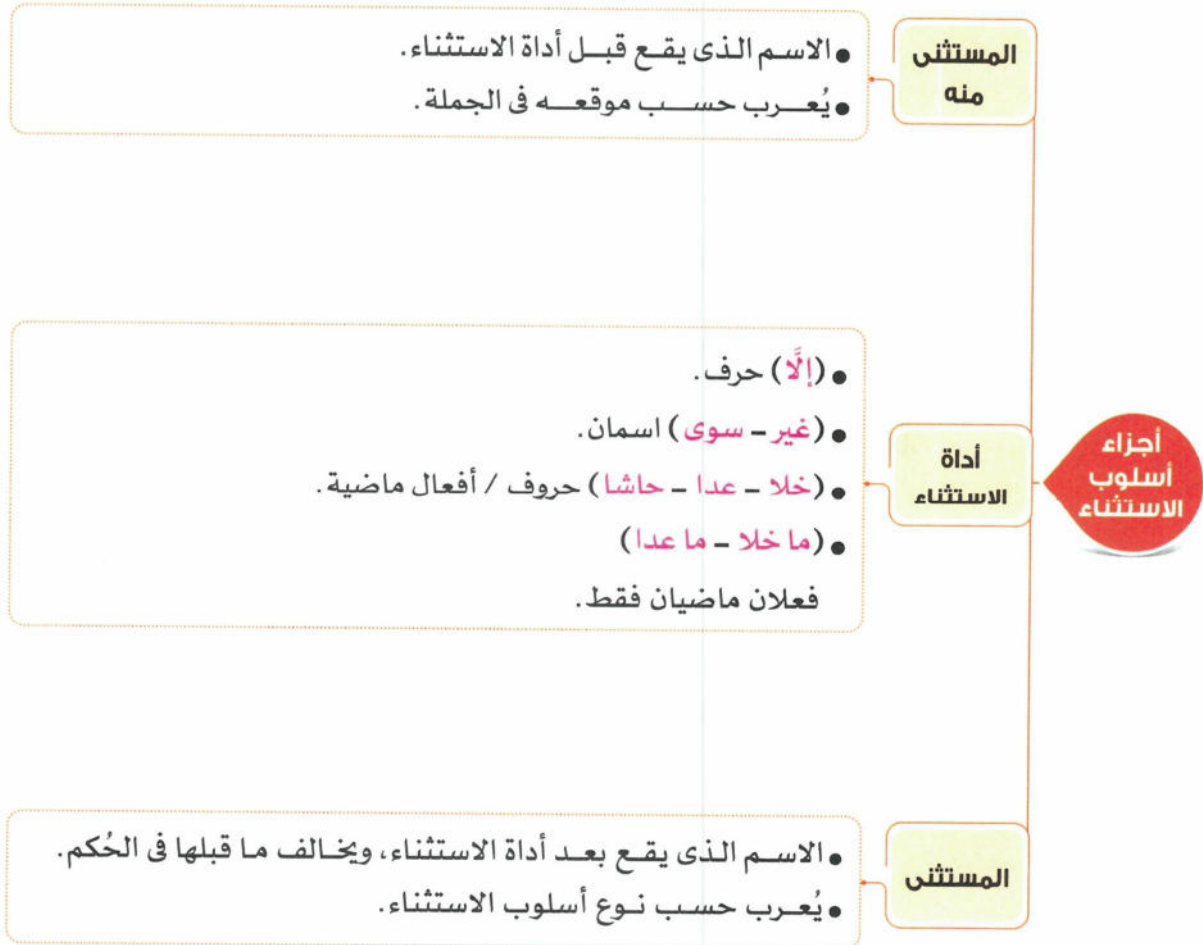 أجزاء
أسلوب
الاستثناء
المستثنى
منه
• الاسم الذى يقع قبل أداة الاستثناء.
• يُعرب حسب موقعه فى الجملة.
أداة
الاستثناء
• (إلَّا) حرف.
• (غير - سوى) اسمان.
• (خلا - عدا - حاشا) حروف / أفعال ماضية.
• (ما خلا - ما عدا)
فعلان ماضيان فقط.
المستثنى
• الاسم الذى يقع بعد أداة الاستثناء، ويخالف ما قبلها فى الحُكم.
• يُعرب حسب نوع أسلوب الاستثناء.